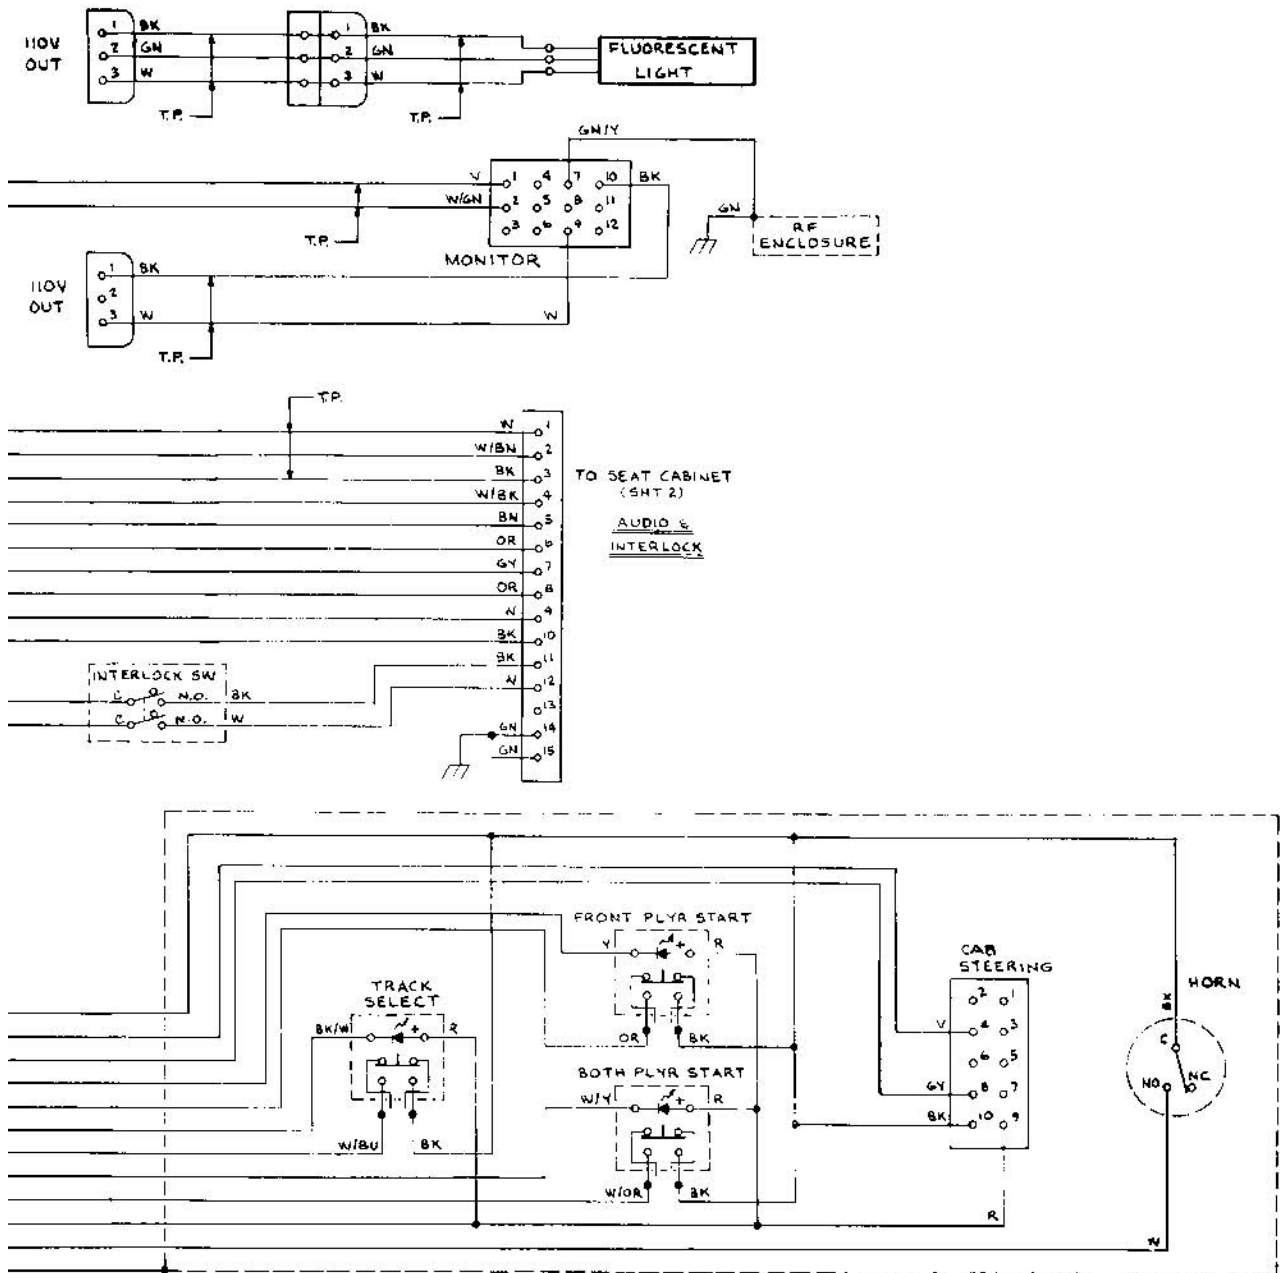 110V
OUT
1 BK
2 GN
3 W
T.P.
1 BK
2 GN
3 W
T.P.
FLUORESCENT
LIGHT
GN/Y
V 1 4 7 10 BK
W/GN 2 5 8 11
3 6 9 12
T.P.
MONITOR
GN
RF
ENCLOSURE
110V
OUT
1 BK
2
3 W
W
T.P.
T.P.
W 1
W/BN 2
BK 3
W/BK 4
BN 5
OR 6
GY 7
OR 8
W 9
BK 10
BK 11
W 12
13
GN 14
GN 15
TO SEAT CABINET
(SHT 2)
AUDIO &
INTERLOCK
INTERLOCK SW
C N.O. BK
C N.O. W
FRONT PLYR START
Y + R
OR BK
TRACK
SELECT
BK/W + R
W/BU BK
BOTH PLYR START
W/Y + R
W/OR BK
CAB
STEERING
2 1
V 4 3
6 5
GY 8 7
BK 10 9
R
HORN
BK
C
NO NC
W